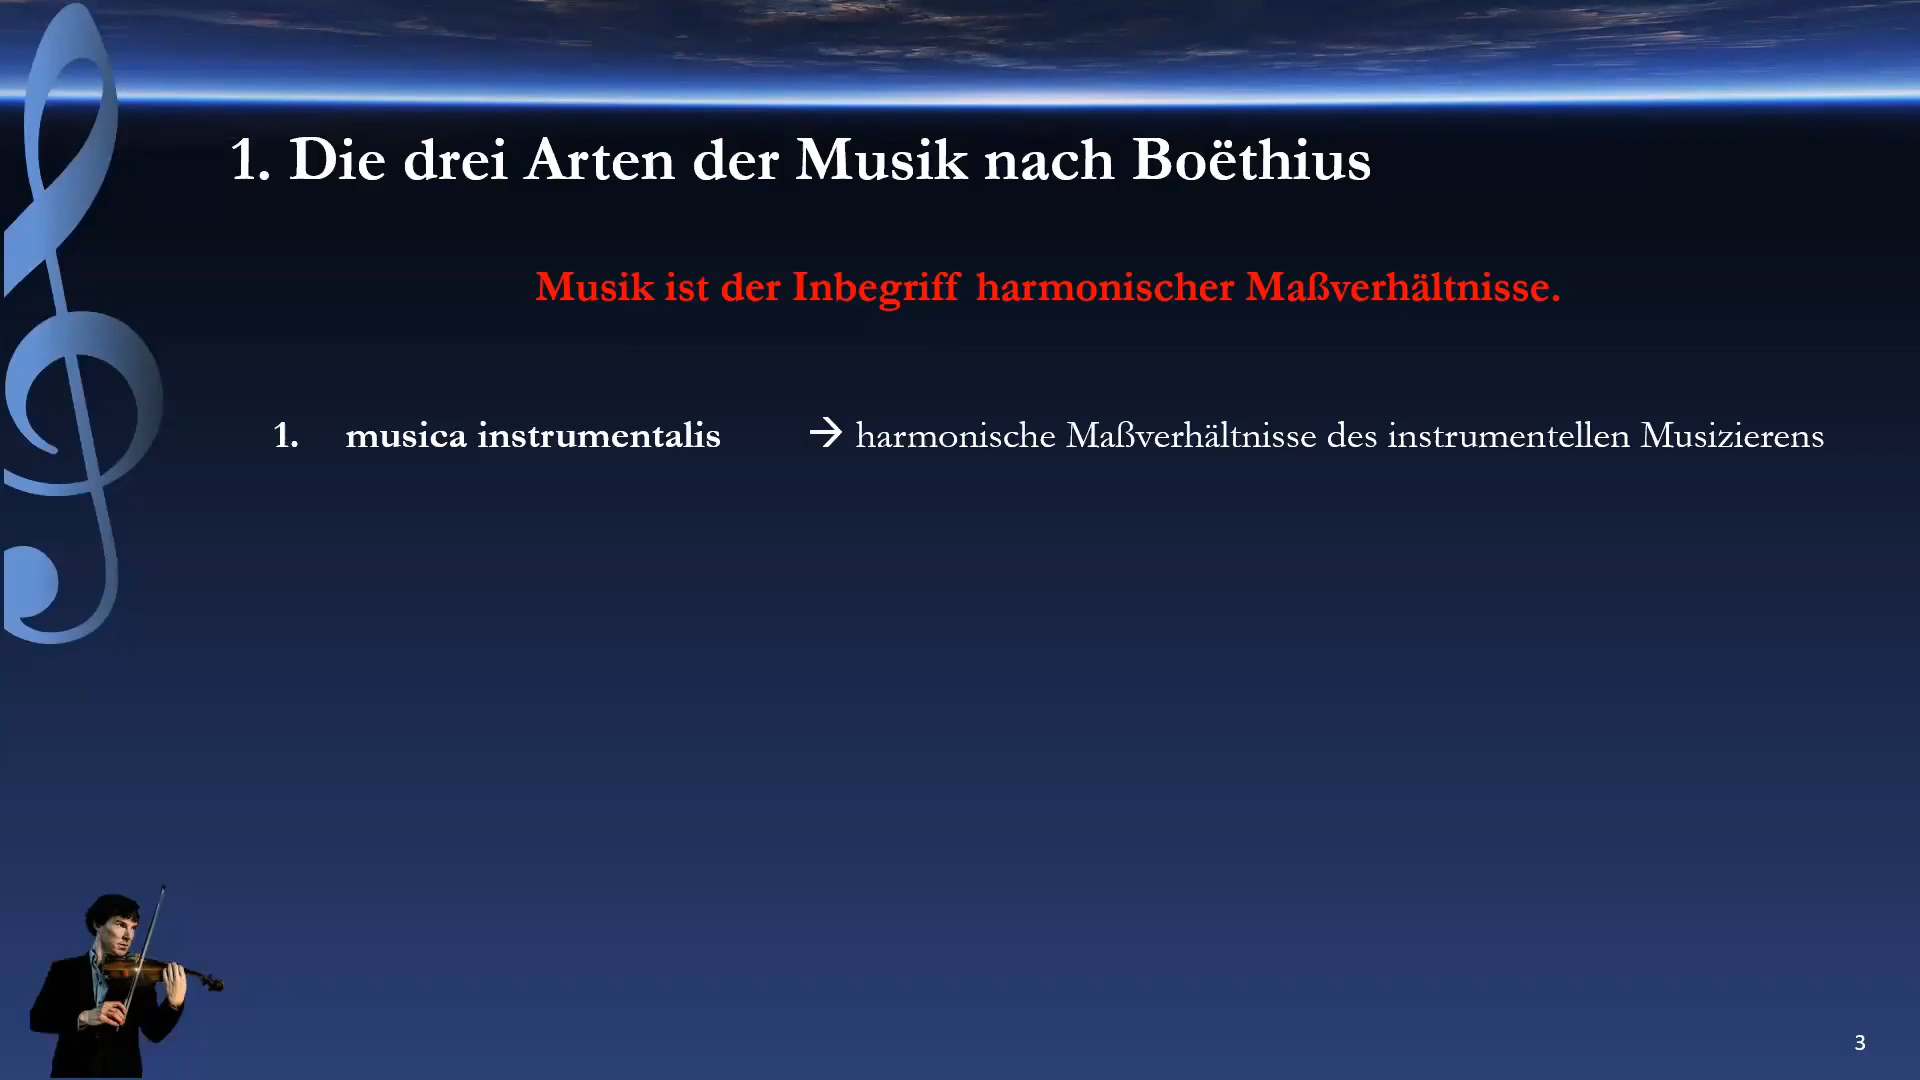 1. Die drei Arten der Musik nach Boëthius
Musik ist der Inbegriff harmonischer Maßverhältnisse.
1. musica instrumentalis → harmonische Maßverhältnisse des instrumentellen Musizierens
3